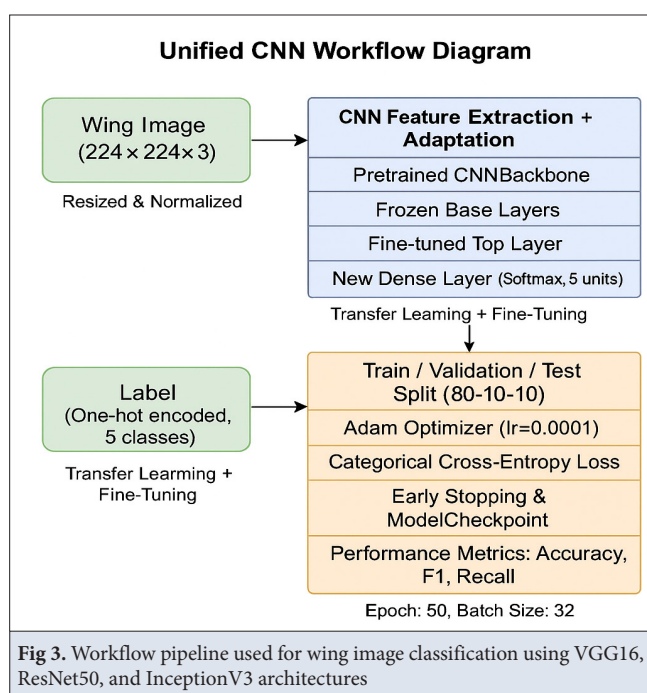 Unified CNN Workflow Diagram
Wing Image
(224×224×3)
Resized & Normalized
CNN Feature Extraction +
Adaptation
Pretrained CNNBackbone
Frozen Base Layers
Fine-tuned Top Layer
New Dense Layer (Softmax, 5 units)
Transfer Leaming + Fine-Tuning
Label
(One-hot encoded,
5 classes)
Transfer Learming +
Fine-Tuning
Train / Validation / Test
Split (80-10-10)
Adam Optimizer (lr=0.0001)
Categorical Cross-Entropy Loss
Early Stopping &
ModelCheckpoint
Performance Metrics: Accuracy,
F1, Recall
Epoch: 50, Batch Size: 32
Fig 3. Workflow pipeline used for wing image classification using VGG16,
ResNet50, and InceptionV3 architectures